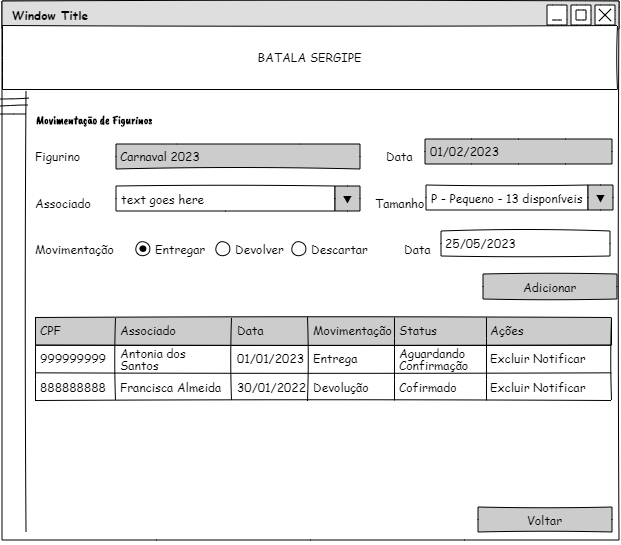 Window Title
BATALA SERGIPE
Movimentação de Figurinos
Figurino Carnaval 2023 Data 01/02/2023
Associado text goes here Tamanho P - Pequeno - 13 disponíveis
Movimentação Entregar Devolver Descartar Data 25/05/2023
Adicionar
CPF Associado Data Movimentação Status Ações
999999999 Antonia dos Santos 01/01/2023 Entrega Aguardando Confirmação Excluir Notificar
888888888 Francisca Almeida 30/01/2022 Devolução Cofirmado Excluir Notificar
Voltar